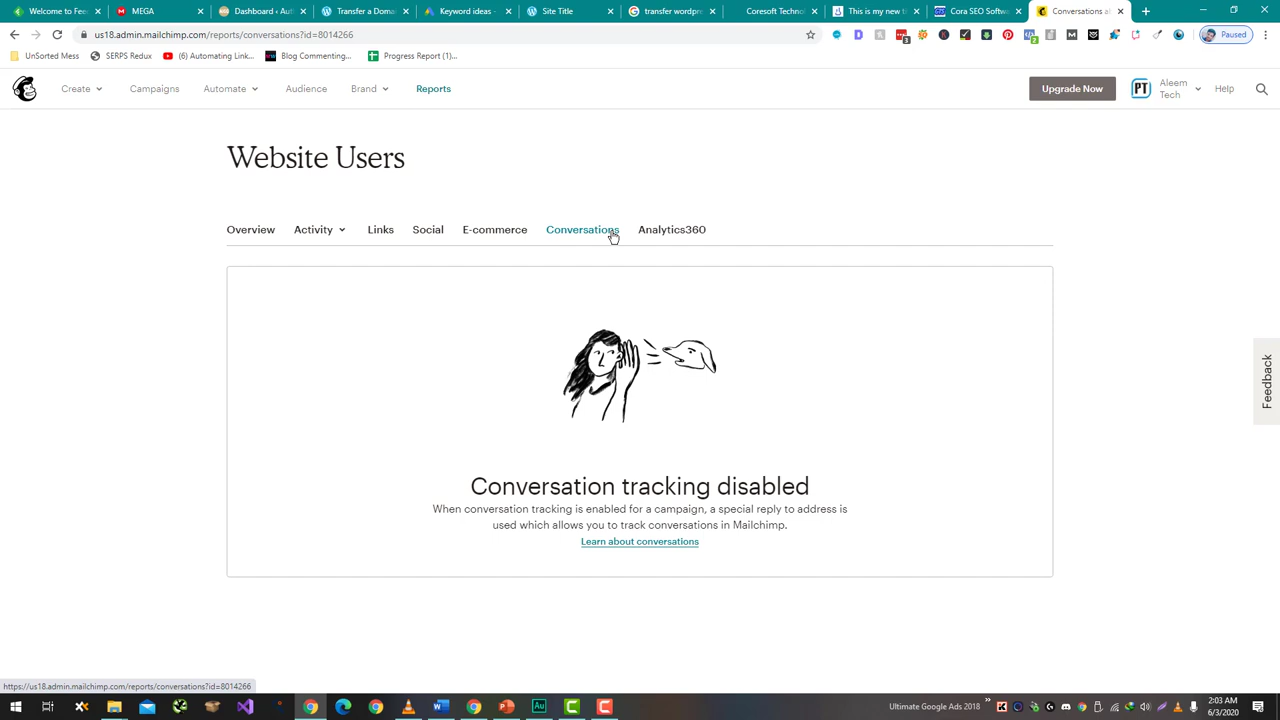 Welcome to Fee
MEGA
Dashboard ‹ Aut
Transfer a Doma
Keyword ideas -
Site Title
transfer wordpre
Coresoft Technol
This is my new t
Cora SEO Softwa
Conversations a
us18.admin.mailchimp.com/reports/conversations?id=8014266
Paused
UnSorted Mess
SERPS Redux
(6) Automating Link...
Blog Commenting...
Progress Report (1)...
Create
Campaigns
Automate
Audience
Brand
Reports
Upgrade Now
PT
Aleem
Tech
Help
Website Users
Overview
Activity
Links
Social
E-commerce
Conversations
Analytics360
Conversation tracking disabled
When conversation tracking is enabled for a campaign, a special reply to address is
used which allows you to track conversations in Mailchimp.
Learn about conversations
Feedback
https://us18.admin.mailchimp.com/reports/conversations?id=8014266
Ultimate Google Ads 2018
2:03 AM
6/3/2020